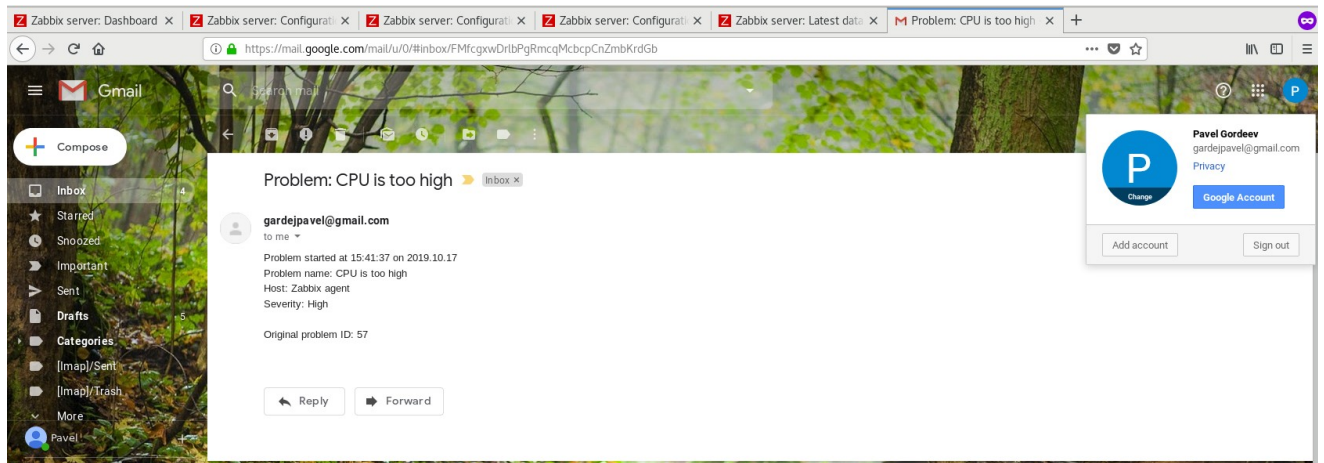 Zabbix server: Dashboard
Zabbix server: Configurati
Zabbix server: Configurati
Zabbix server: Configurati
Zabbix server: Latest data
Problem: CPU is too high
https://mail.google.com/mail/u/0/#inbox/FMfcgxwDrlbPgRmcqMcbcpCnZmbKrdGb
Gmail
Search mail
P
Compose
Inbox 4
Starred
Snoozed
Important
Sent
Drafts 5
Categories
[Imap]/Sent
[Imap]/Trash
More
Pavel
Problem: CPU is too high
Inbox ×
gardejpavel@gmail.com
to me
Problem started at 15:41:37 on 2019.10.17
Problem name: CPU is too high
Host: Zabbix agent
Severity: High
Original problem ID: 57
Reply
Forward
P
Change
Pavel Gordeev
gardejpavel@gmail.com
Privacy
Google Account
Add account
Sign out